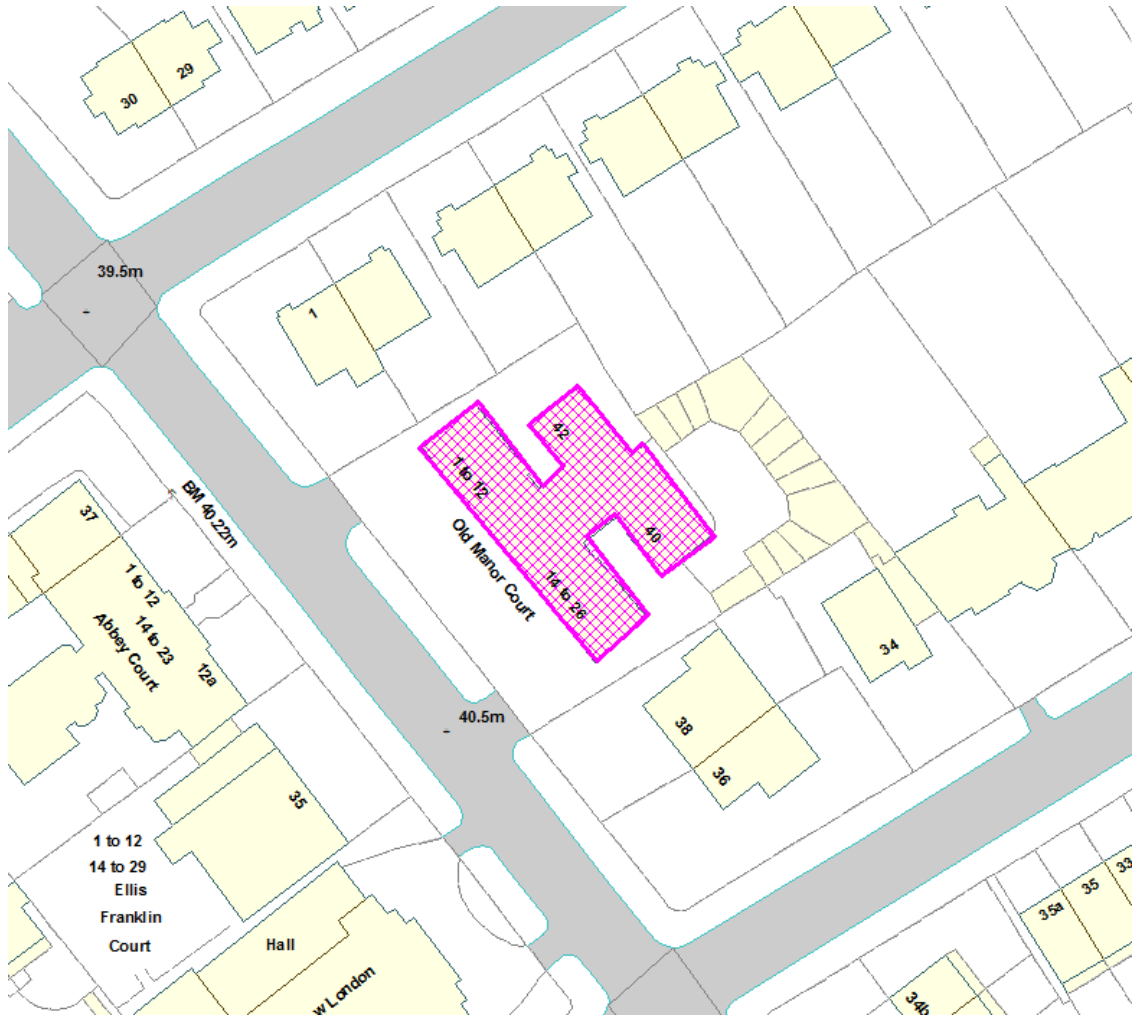 29
30
39.5m
1
42
1 to 12
37
BM 40.22m
Old Manor Court
40
1 to 12
14 to 23
12a
Abbey Court
14 to 26
34
40.5m
38
36
35
1 to 12
14 to 29
Ellis
Franklin
Court
Hall
w London
33
35
35a
34b